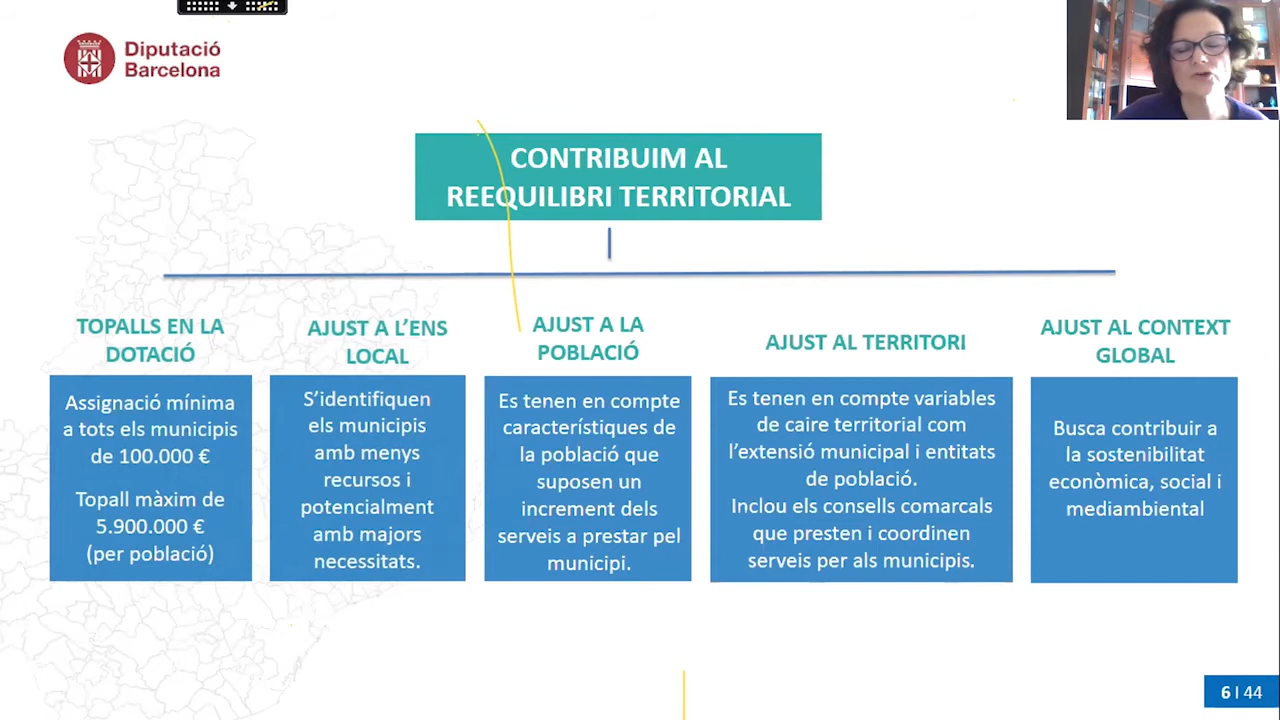 Diputació
Barcelona
CONTRIBUIM AL
REEQUILIBRI TERRITORIAL
TOPALLS EN LA
DOTACIÓ
Assignació mínima
a tots els municipis
de 100.000 €
Topall màxim de
5.900.000 €
(per població)
AJUST A L’ENS
LOCAL
S’identifiquen
els municipis
amb menys
recursos i
potencialment
amb majors
necessitats.
AJUST A LA
POBLACIÓ
Es tenen en compte
característiques de
la població que
suposen un
increment dels
serveis a prestar pel
municipi.
AJUST AL TERRITORI
Es tenen en compte variables
de caire territorial com
l’extensió municipal i entitats
de població.
Inclou els consells comarcals
que presten i coordinen
serveis per als municipis.
AJUST AL CONTEXT
GLOBAL
Busca contribuir a
la sostenibilitat
econòmica, social i
mediambiental
6 I 44